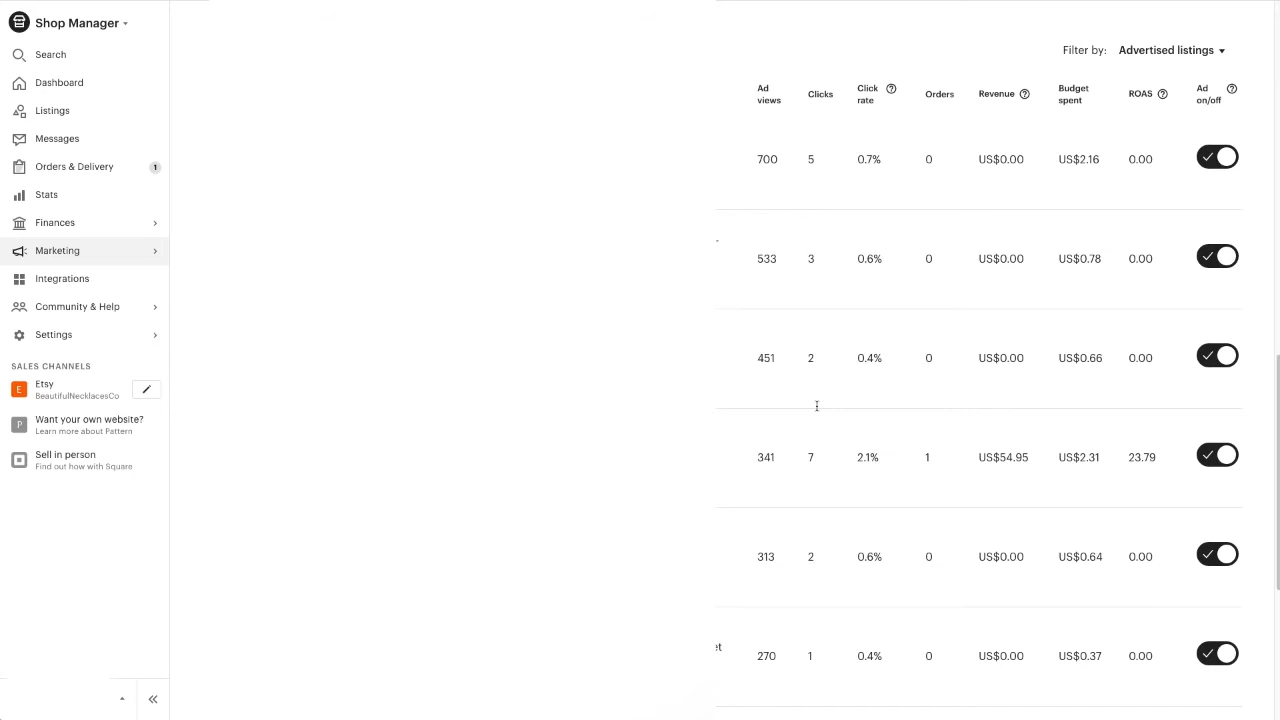 Shop Manager
Search
Dashboard
Listings
Messages
Orders & Delivery 1
Stats
Finances
Marketing
Integrations
Community & Help
Settings
SALES CHANNELS
E Etsy
BeautifulNecklacesCo
P Want your own website?
Learn more about Pattern
Sell in person
Find out how with Square
Filter by: Advertised listings
Ad views Clicks Click rate ? Orders Revenue ? Budget spent ROAS ? Ad on/off ?
700 5 0.7% 0 US$0.00 US$2.16 0.00
533 3 0.6% 0 US$0.00 US$0.78 0.00
451 2 0.4% 0 US$0.00 US$0.66 0.00
341 7 2.1% 1 US$54.95 US$2.31 23.79
313 2 0.6% 0 US$0.00 US$0.64 0.00
270 1 0.4% 0 US$0.00 US$0.37 0.00